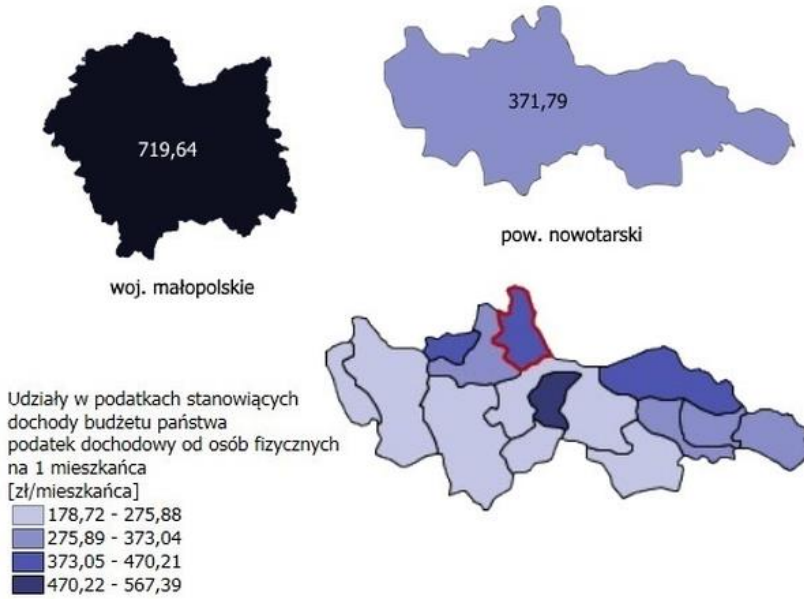 719,64
371,79
woj. małopolskie
pow. nowotarski
Udziały w podatkach stanowiących
dochody budżetu państwa
podatek dochodowy od osób fizycznych
na 1 mieszkańca
[zł/mieszkańca]
178,72 - 275,88
275,89 - 373,04
373,05 - 470,21
470,22 - 567,39